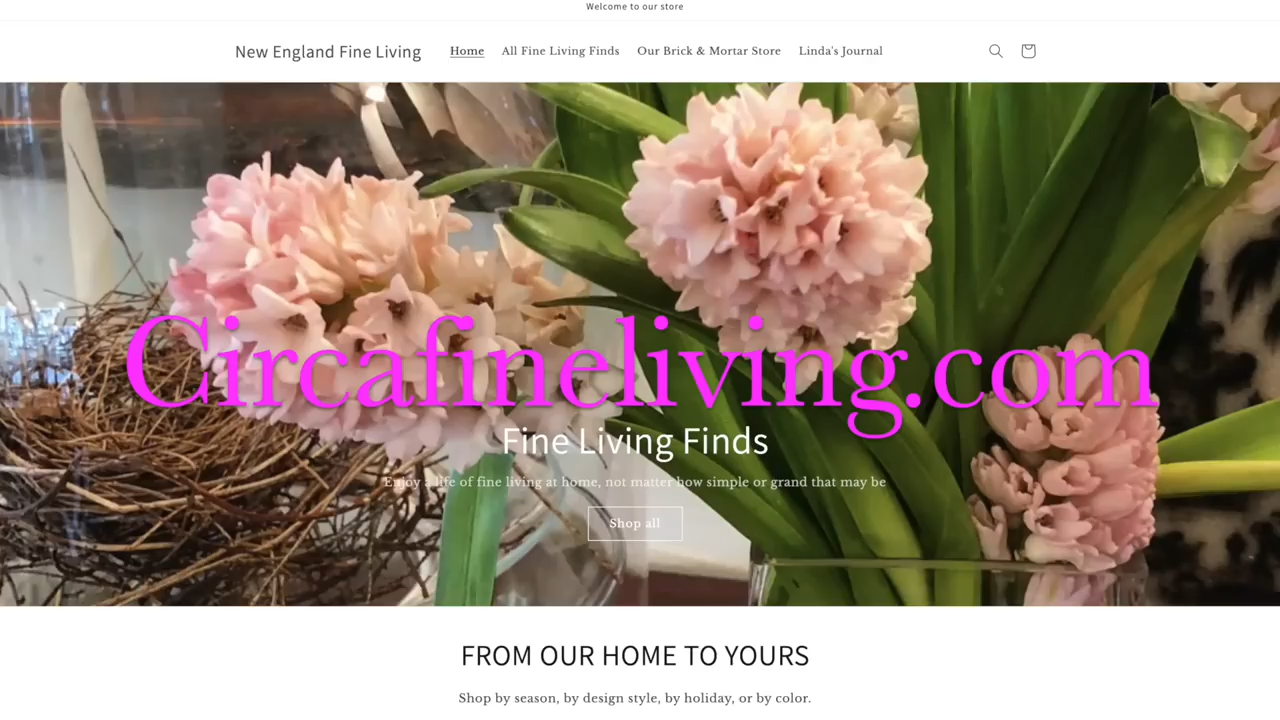 Welcome to our store
New England Fine Living Home All Fine Living Finds Our Brick & Mortar Store Linda's Journal
Circafineliving.com
Fine Living Finds
Enjoy a life of fine living at home, not matter how simple or grand that may be
Shop all
FROM OUR HOME TO YOURS
Shop by season, by design style, by holiday, or by color.